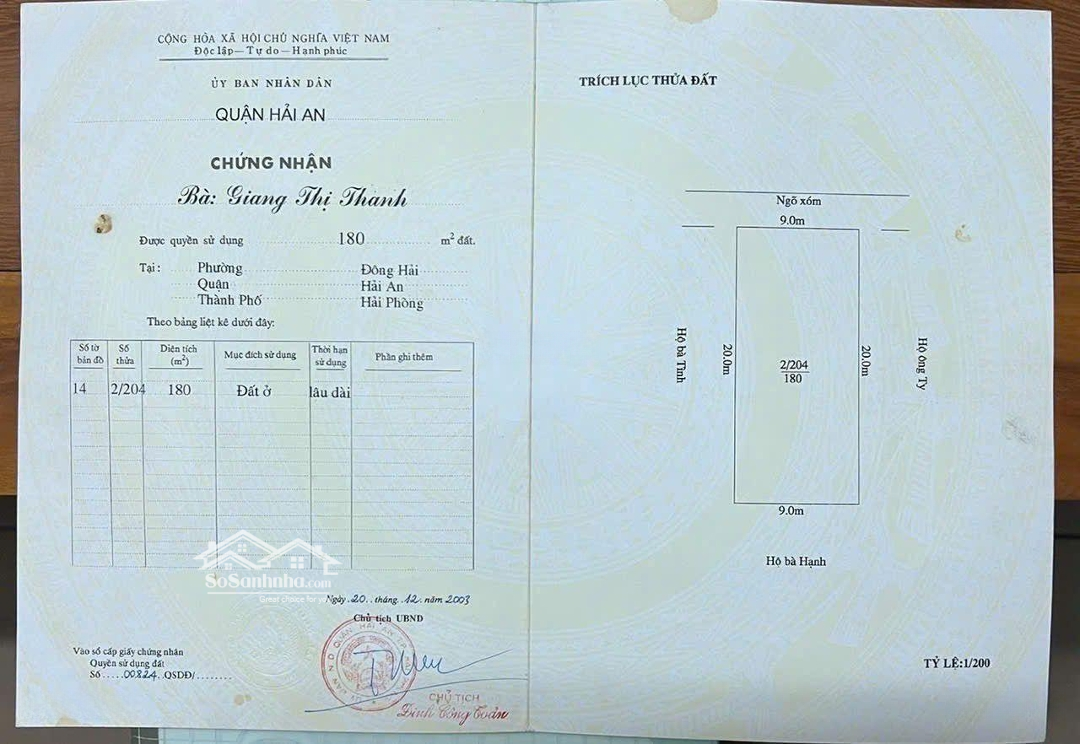 CỘNG HÒA XÃ HỘI CHỦ NGHĨA VIỆT NAM
Độc lập – Tự do – Hạnh phúc
ỦY BAN NHÂN DÂN
QUẬN HẢI AN
CHỨNG NHẬN
Bà: Giang Thị Thanh
Được quyền sử dụng 180 m² đất.
Tại: Phường Đông Hải
Quận Hải An
Thành Phố Hải Phòng
Theo bảng liệt kê dưới đây:
Số tờ bản đồ Số thửa Diện tích (m²) Mục đích sử dụng Thời hạn sử dụng Phần ghi thêm
14 2/204 180 Đất ở lâu dài
SoSanhnha.com
Great choice for
Ngày 20 tháng 12 năm 2003
Chủ tịch UBND
QUẬN HẢI AN
CHỦ TỊCH
Đinh Công Toản
Vào sổ cấp giấy chứng nhận
Quyền sử dụng đất
Số.....00824..QSDĐ/........
TRÍCH LỤC THỬA ĐẤT
Ngõ xóm
9.0m
Hộ bà Tình
20.0m
2/204
180
20.0m
Hộ ông Ty
9.0m
Hộ bà Hạnh
TỶ LỆ:1/200